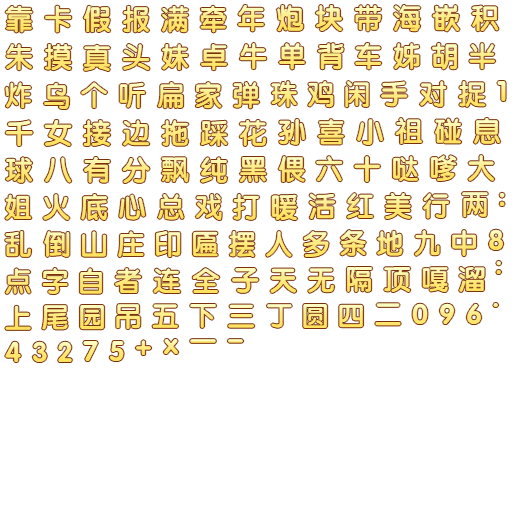 靠卡假报满牵年炮块带海嵌积
朱摸真头妹卓牛单背车姊胡半
炸鸟个听扁家弹珠鸡闲手对捉1
千女接边拖踩花孙喜小祖碰息
球八有分飘纯黑偎六十哒嗲大
姐火底心总戏打暖活红美行两:
乱倒山庄印匾摆人多条地九中8
点字自者连全子天无隔顶嘎溜:
上尾园吊五下三丁圆四二096·
43275+×一-